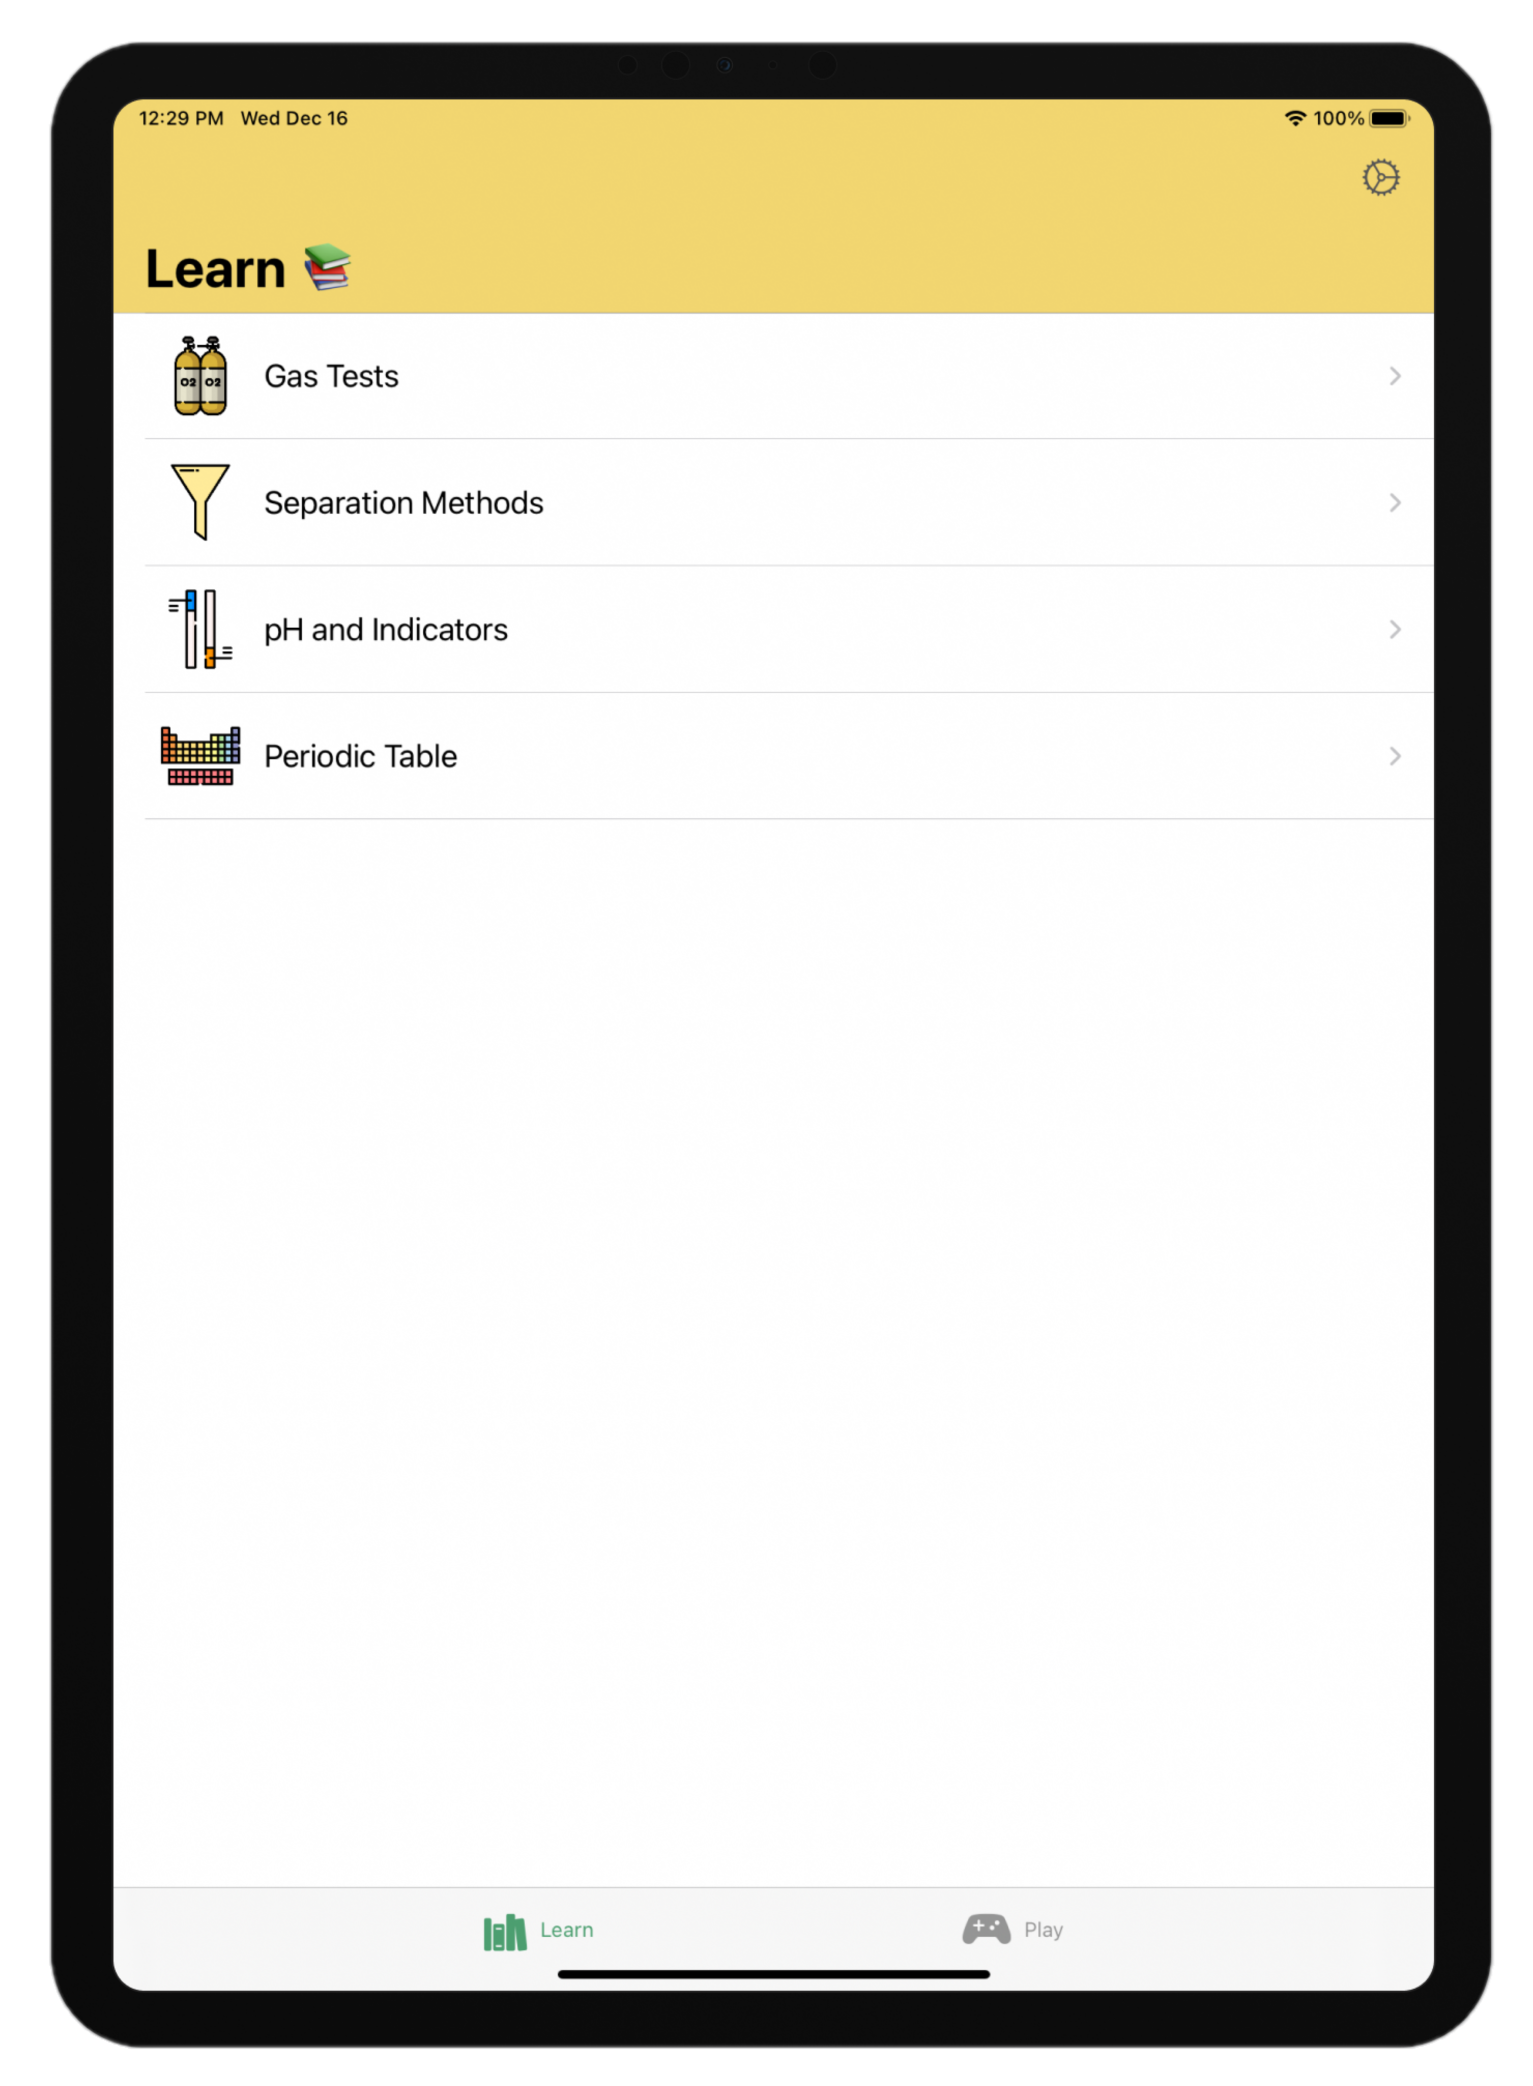 12:29 PM Wed Dec 16 100%
Learn 📚
O2 O2 Gas Tests
Separation Methods
pH and Indicators
Periodic Table
Learn Play